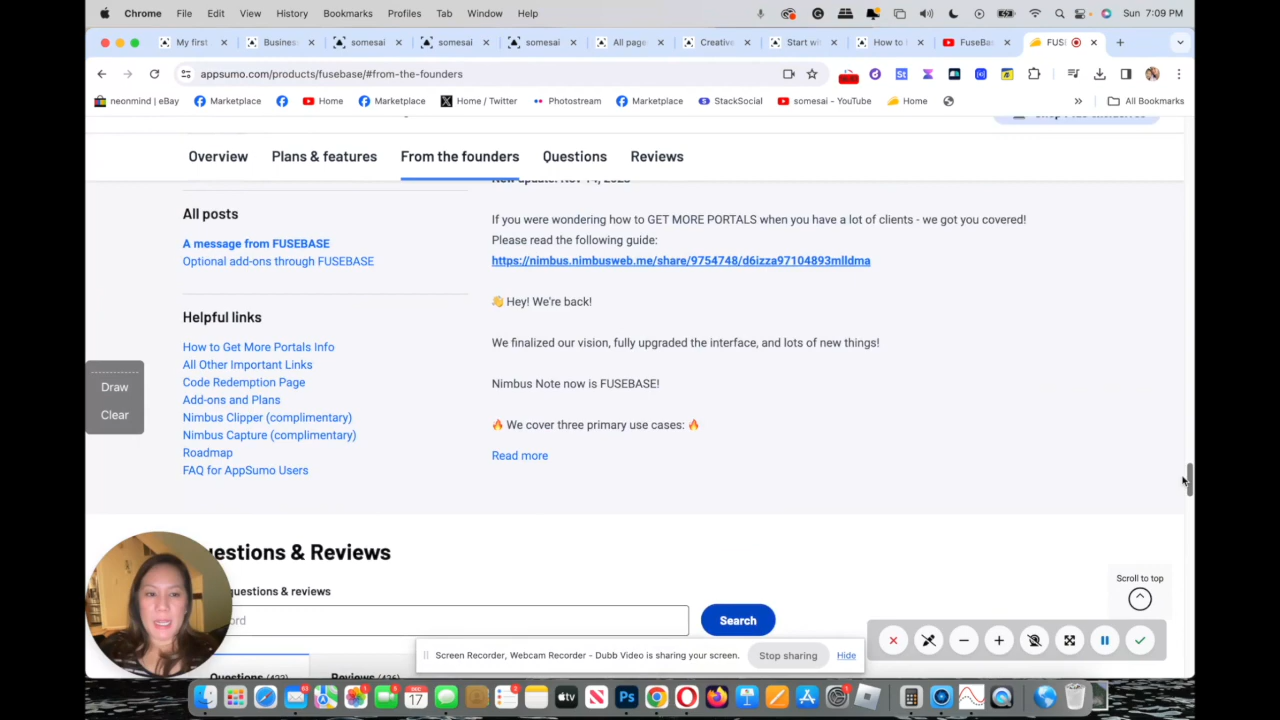 Chrome File Edit View History Bookmarks Profiles Tab Window Help Sun 7:09 PM
My first Business somesai somesai somesai All page Creative Start wi How to FuseBa FUS
appsumo.com/products/fusebase/#from-the-founders
neonmind | eBay Marketplace Home Marketplace Home / Twitter Photostream Marketplace StackSocial somesai – YouTube Home » All Bookmarks
Overview Plans & features From the founders Questions Reviews
All posts
A message from FUSEBASE
Optional add-ons through FUSEBASE
Helpful links
How to Get More Portals Info
All Other Important Links
Code Redemption Page
Add-ons and Plans
Nimbus Clipper (complimentary)
Nimbus Capture (complimentary)
Roadmap
FAQ for AppSumo Users
If you were wondering how to GET MORE PORTALS when you have a lot of clients - we got you covered!
Please read the following guide:
https://nimbus.nimbusweb.me/share/9754748/d6izza97104893mlldma
👋 Hey! We're back!
We finalized our vision, fully upgraded the interface, and lots of new things!
Nimbus Note now is FUSEBASE!
🔥 We cover three primary use cases: 🔥
Read more
Draw
Clear
estions & Reviews
questions & reviews
ord
Search
Scroll to top
Screen Recorder, Webcam Recorder - Dubb Video is sharing your screen. Stop sharing Hide
DEC
17